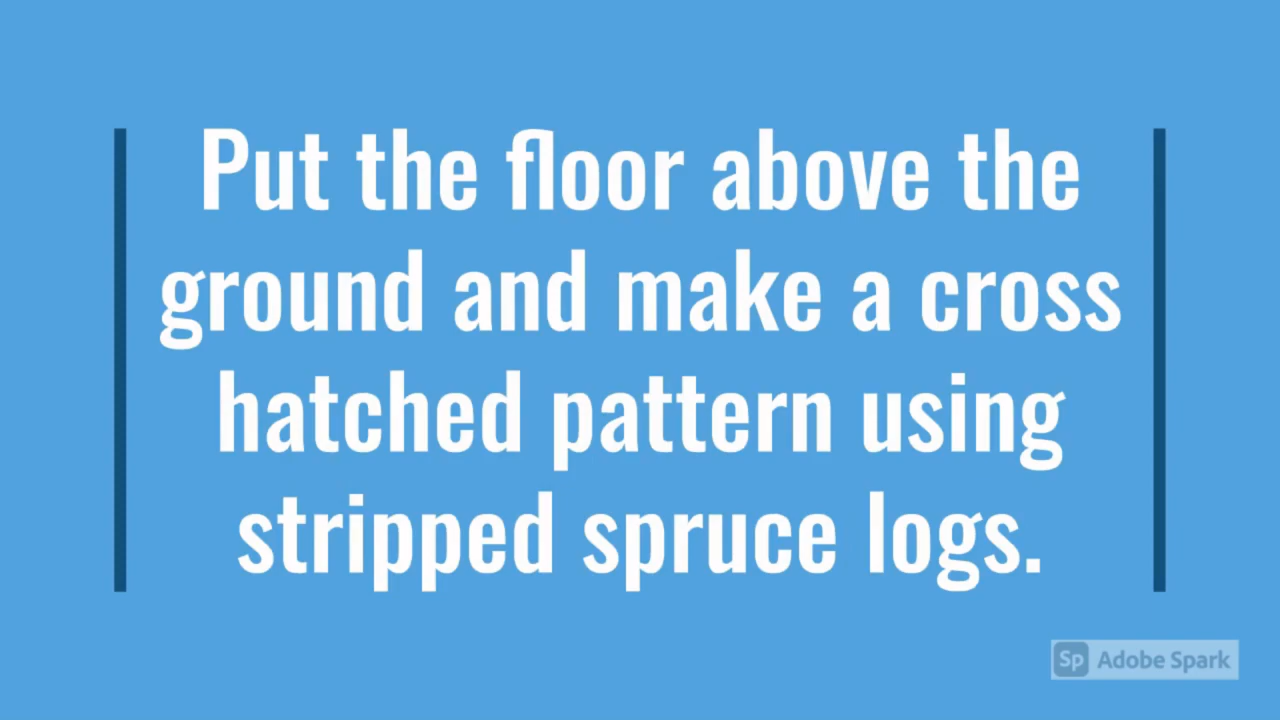 Put the floor above the
ground and make a cross
hatched pattern using
stripped spruce logs.
Sp Adobe Spark